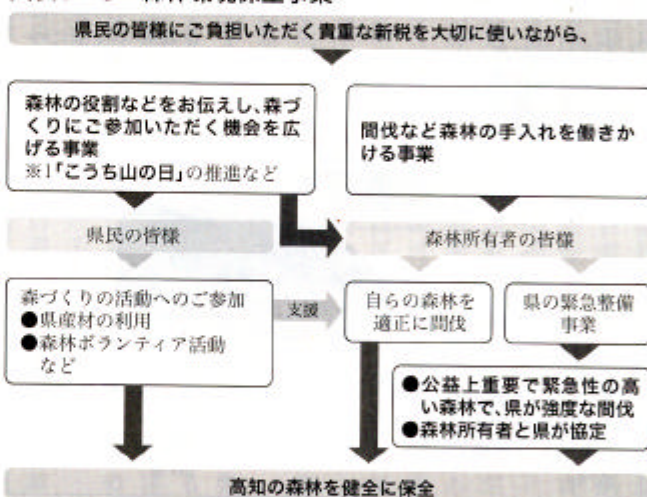 県民の皆様にご負担いただく貴重な新税を大切に使いながら、
森林の役割などをお伝えし、森づ
くりにご参加いただく機会を広
げる事業
※1「こうち山の日」の推進など
間伐など森林の手入れを働きか
ける事業
県民の皆様
森林所有者の皆様
森づくりの活動へのご参加
●県産材の利用
●森林ボランティア活動
など
支援
自らの森林を
適正に間伐
県の緊急整備
事業
●公益上重要で緊急性の高
い森林で、県が強度な間伐
●森林所有者と県が協定
高知の森林を健全に保全